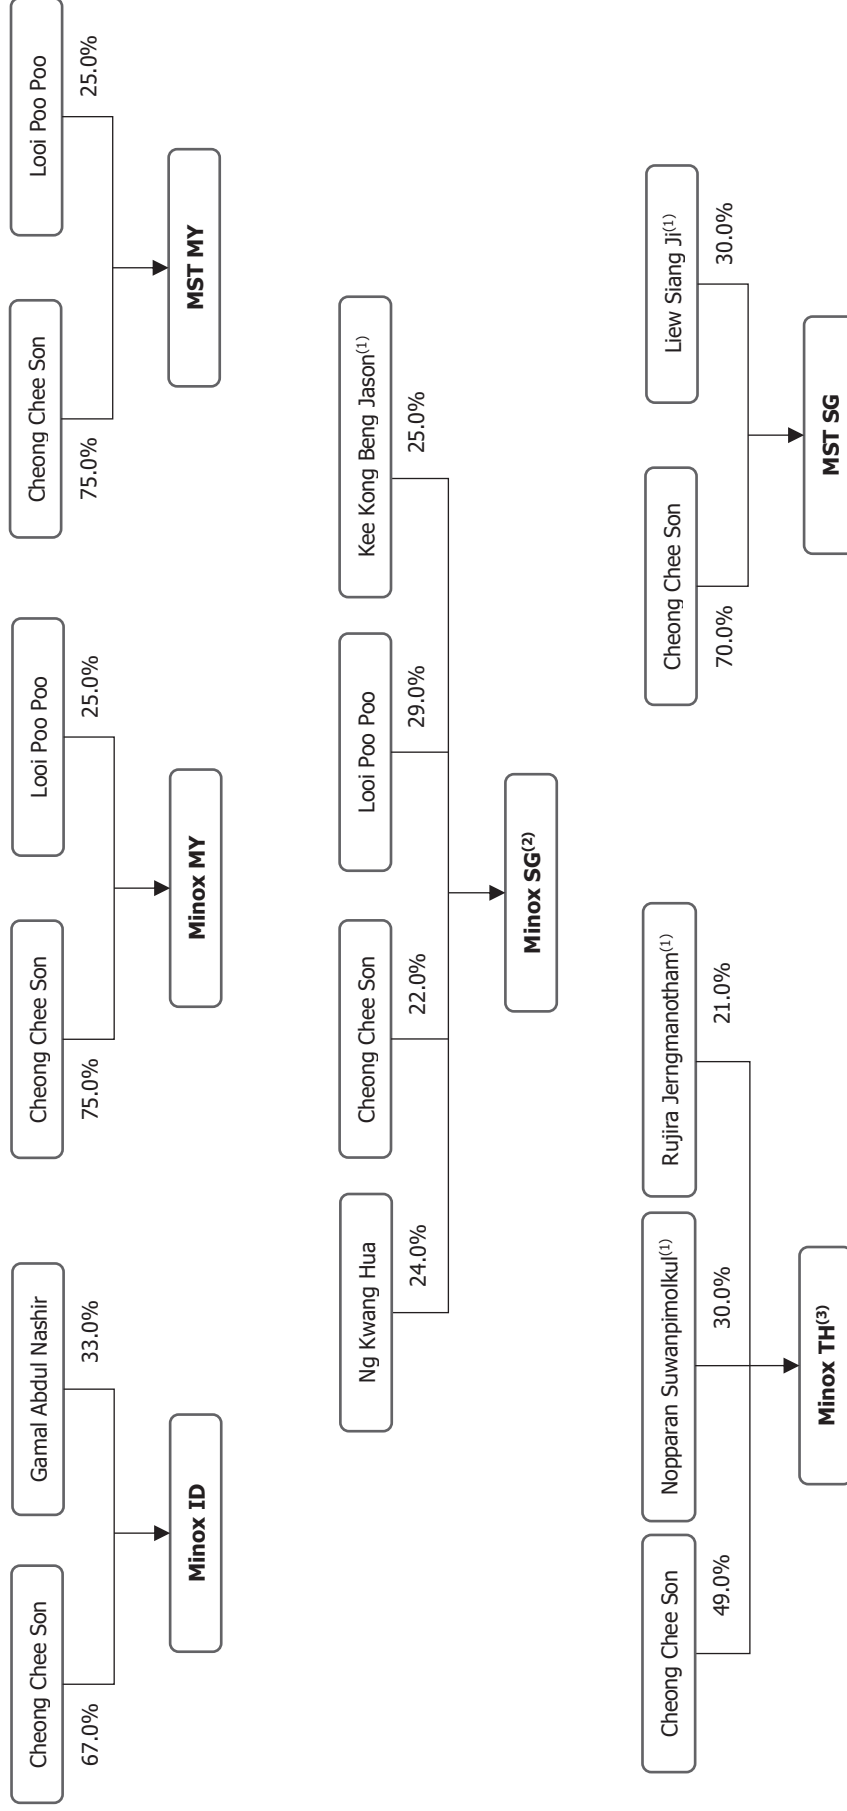 Cheong Chee Son
Gamal Abdul Nashir
67.0%
33.0%
Minox ID
Cheong Chee Son
Looi Poo Poo
75.0%
25.0%
Minox MY
Cheong Chee Son
Looi Poo Poo
75.0%
25.0%
MST MY
Ng Kwang Hua
Cheong Chee Son
Looi Poo Poo
Kee Kong Beng Jason(1)
24.0%
22.0%
29.0%
25.0%
Minox SG(2)
Cheong Chee Son
Nopparan Suwanpimolkul(1)
Rujira Jerngmanotham(1)
49.0%
30.0%
21.0%
Minox TH(3)
Cheong Chee Son
Liew Siang Ji(1)
70.0%
30.0%
MST SG